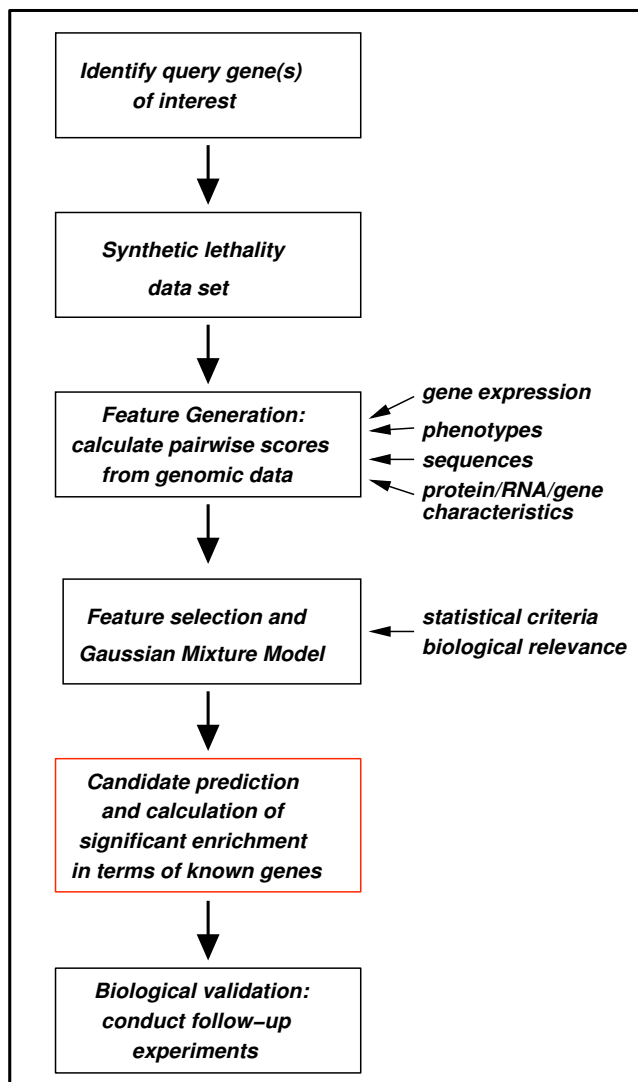 Identify query gene(s)
of interest
Synthetic lethality
data set
Feature Generation:
calculate pairwise scores
from genomic data
gene expression
phenotypes
sequences
protein/RNA/gene
characteristics
Feature selection and
Gaussian Mixture Model
statistical criteria
biological relevance
Candidate prediction
and calculation of
significant enrichment
in terms of known genes
Biological validation:
conduct follow−up
experiments